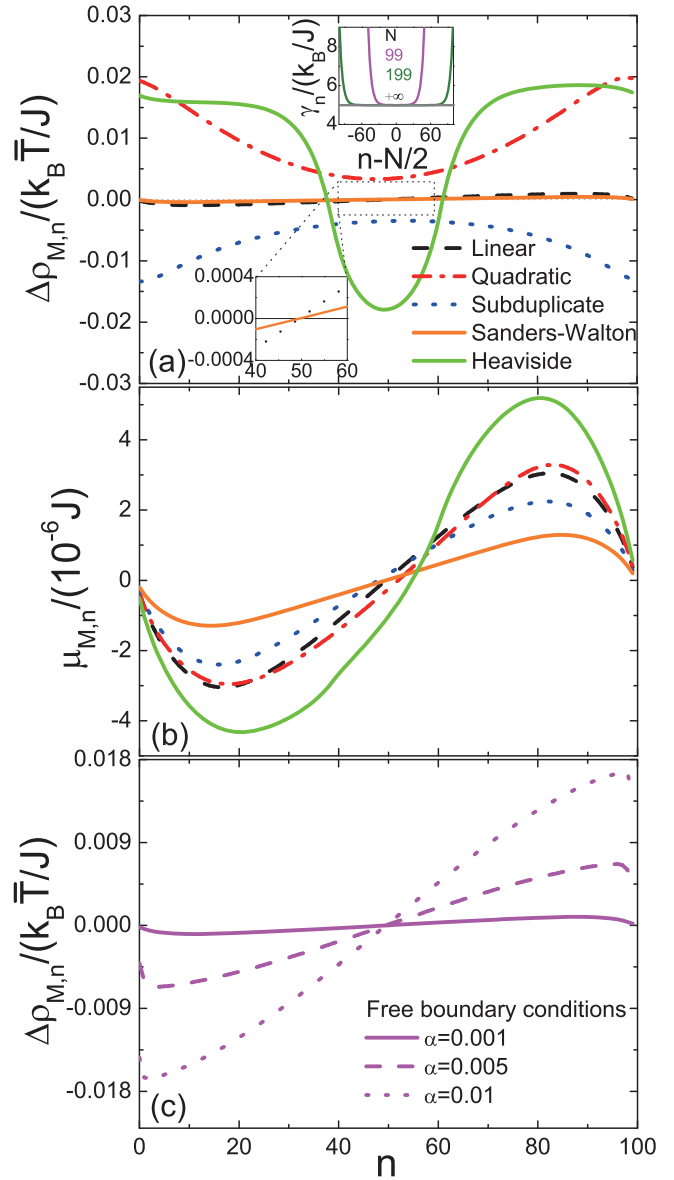 0.03
0.02
0.01
0.00
-0.01
-0.02
-0.03
Δρ_{M,n}/(k_B T̿/J)
8
4
γ_n/(k_B/J)
N
99
199
+∞
-60 0 60
n-N/2
0.0004
0.0000
-0.0004
40 50 60
Linear
Quadratic
Subduplicate
Sanders-Walton
Heaviside
(a)
4
2
0
-2
-4
μ_{M,n}/(10^{-6}J)
(b)
0.018
0.009
0.000
-0.009
-0.018
Δρ_{M,n}/(k_B T̿/J)
Free boundary conditions
α=0.001
α=0.005
α=0.01
(c)
0 20 40 60 80 100
n